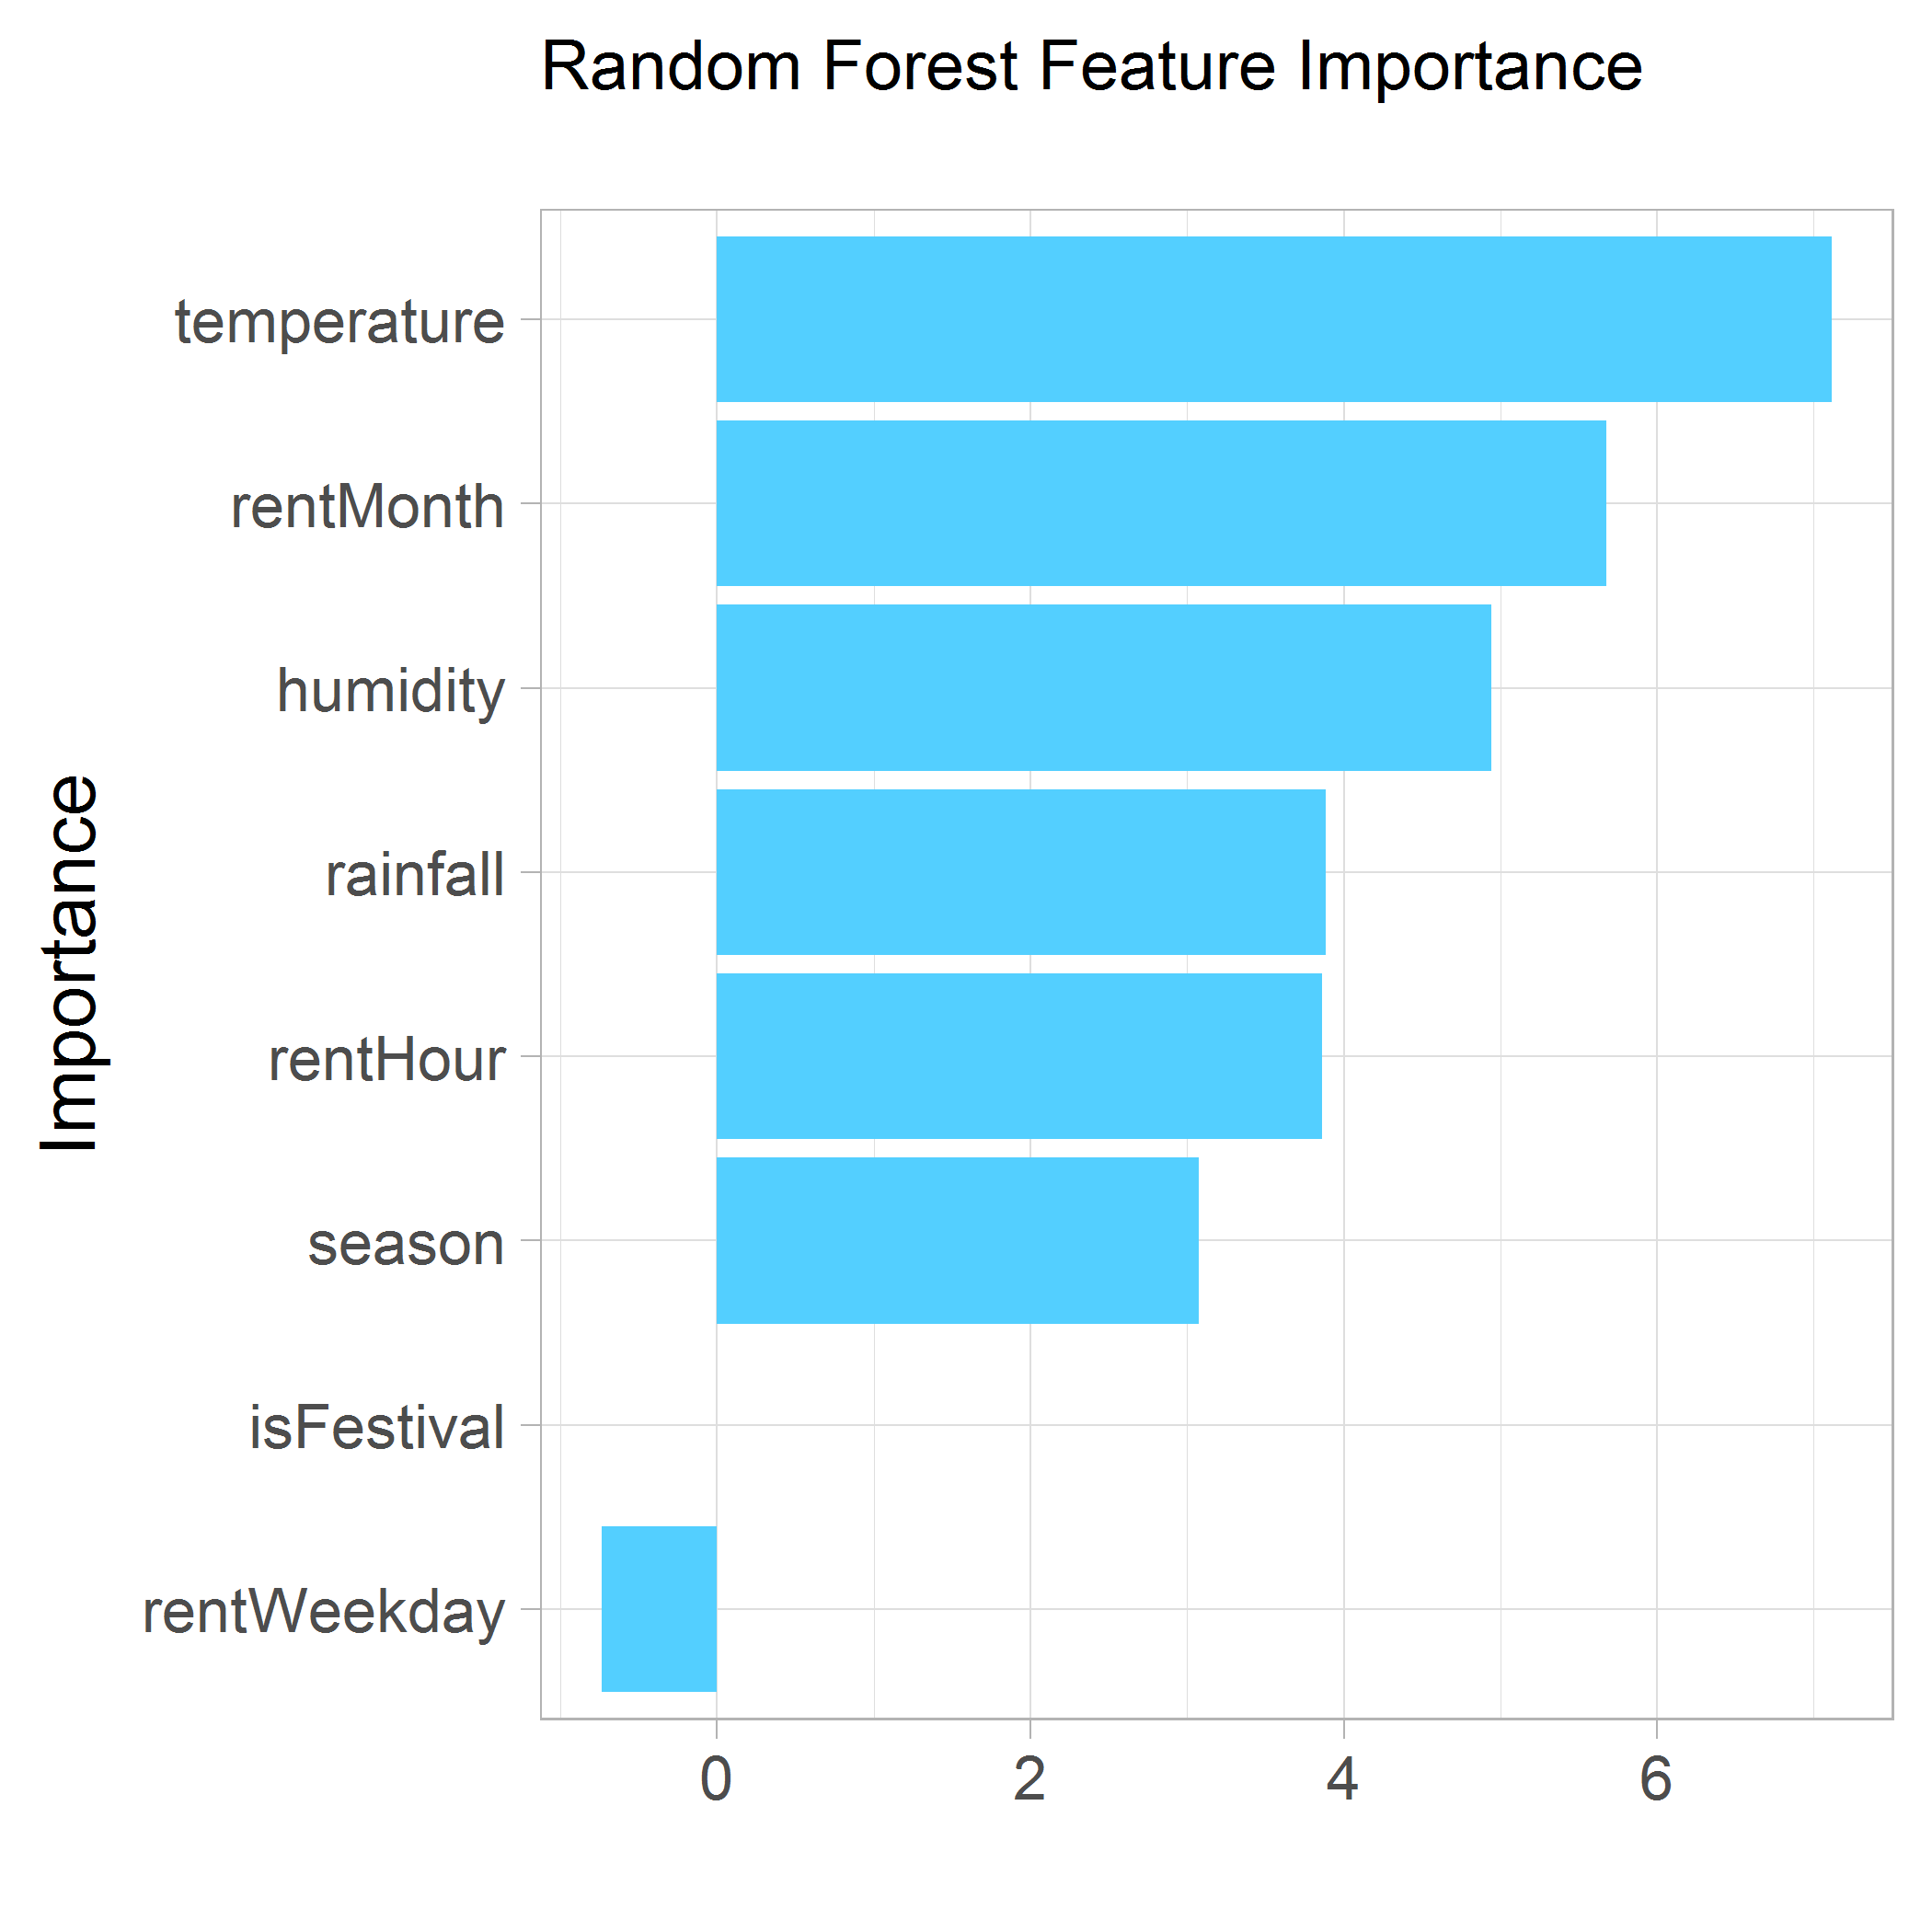 Random Forest Feature Importance
temperature
rentMonth
humidity
rainfall
rentHour
season
isFestival
rentWeekday
Importance
0 2 4 6